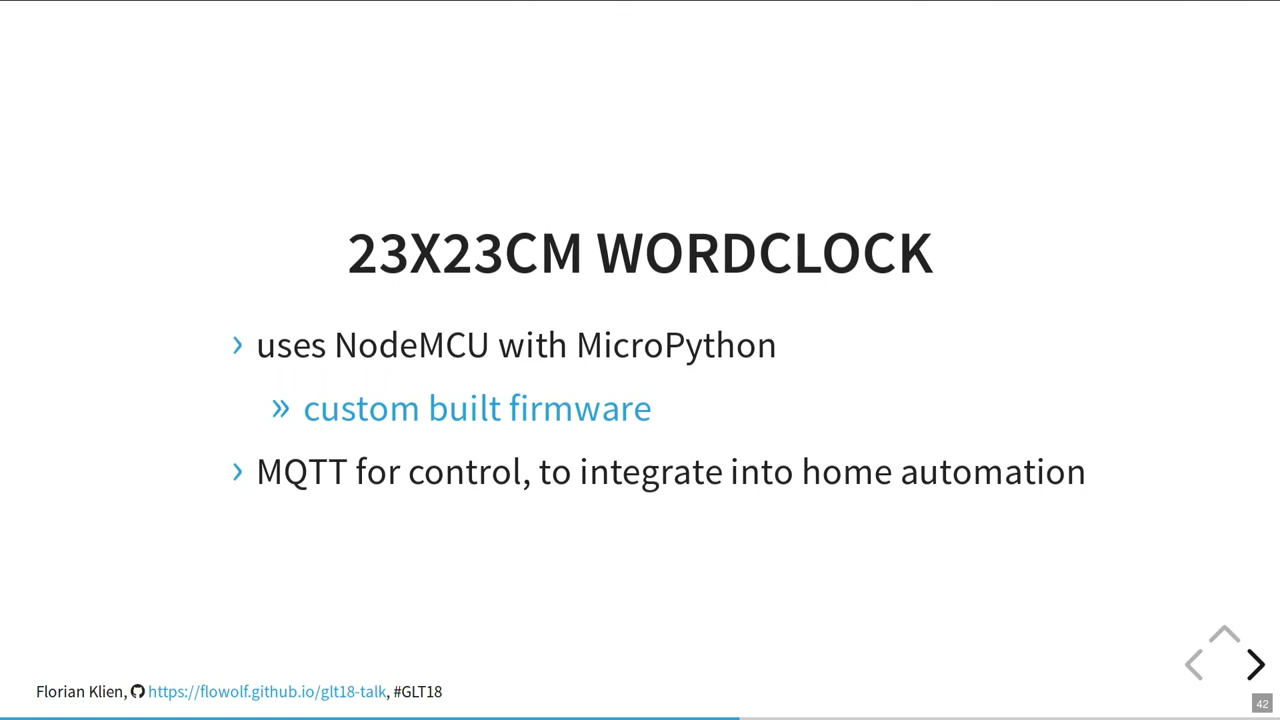 23X23CM WORDCLOCK
› uses NodeMCU with MicroPython
» custom built firmware
› MQTT for control, to integrate into home automation
Florian Klien, https://flowolf.github.io/glt18-talk, #GLT18
42